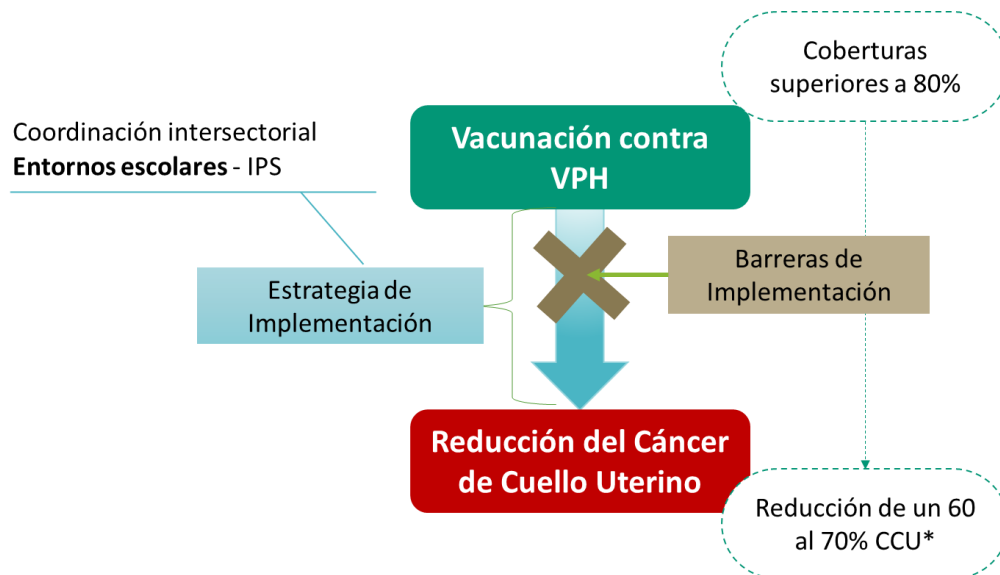 Coberturas
superiores a 80%
Coordinación intersectorial
Entornos escolares - IPS
Vacunación contra
VPH
Estrategia de
Implementación
Barreras de
Implementación
Reducción del Cáncer
de Cuello Uterino
Reducción de un 60
al 70% CCU*